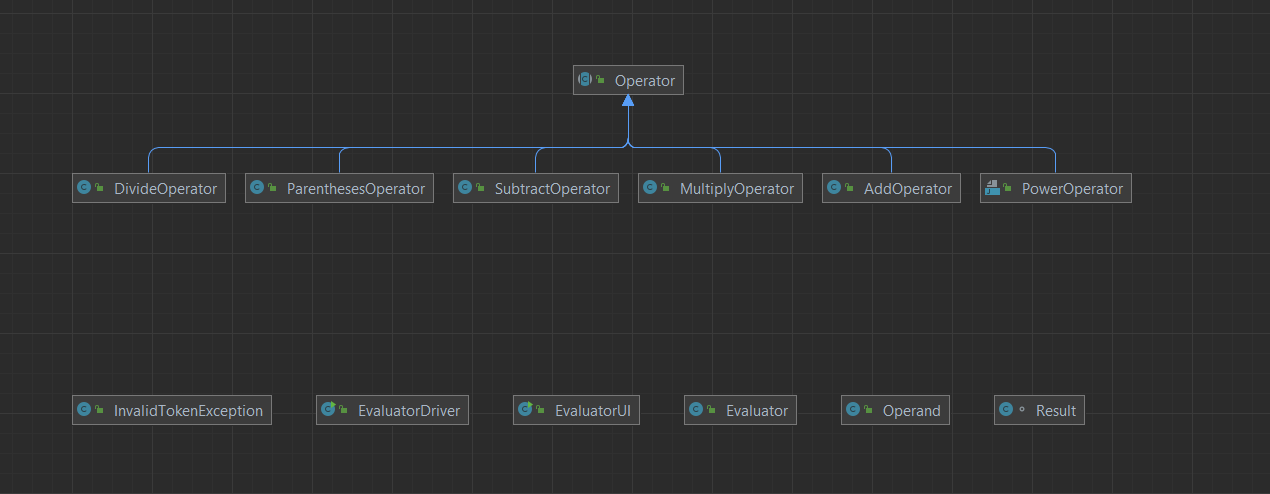 Operator
DivideOperator ParenthesesOperator SubtractOperator MultiplyOperator AddOperator PowerOperator
InvalidTokenException EvaluatorDriver EvaluatorUI Evaluator Operand Result